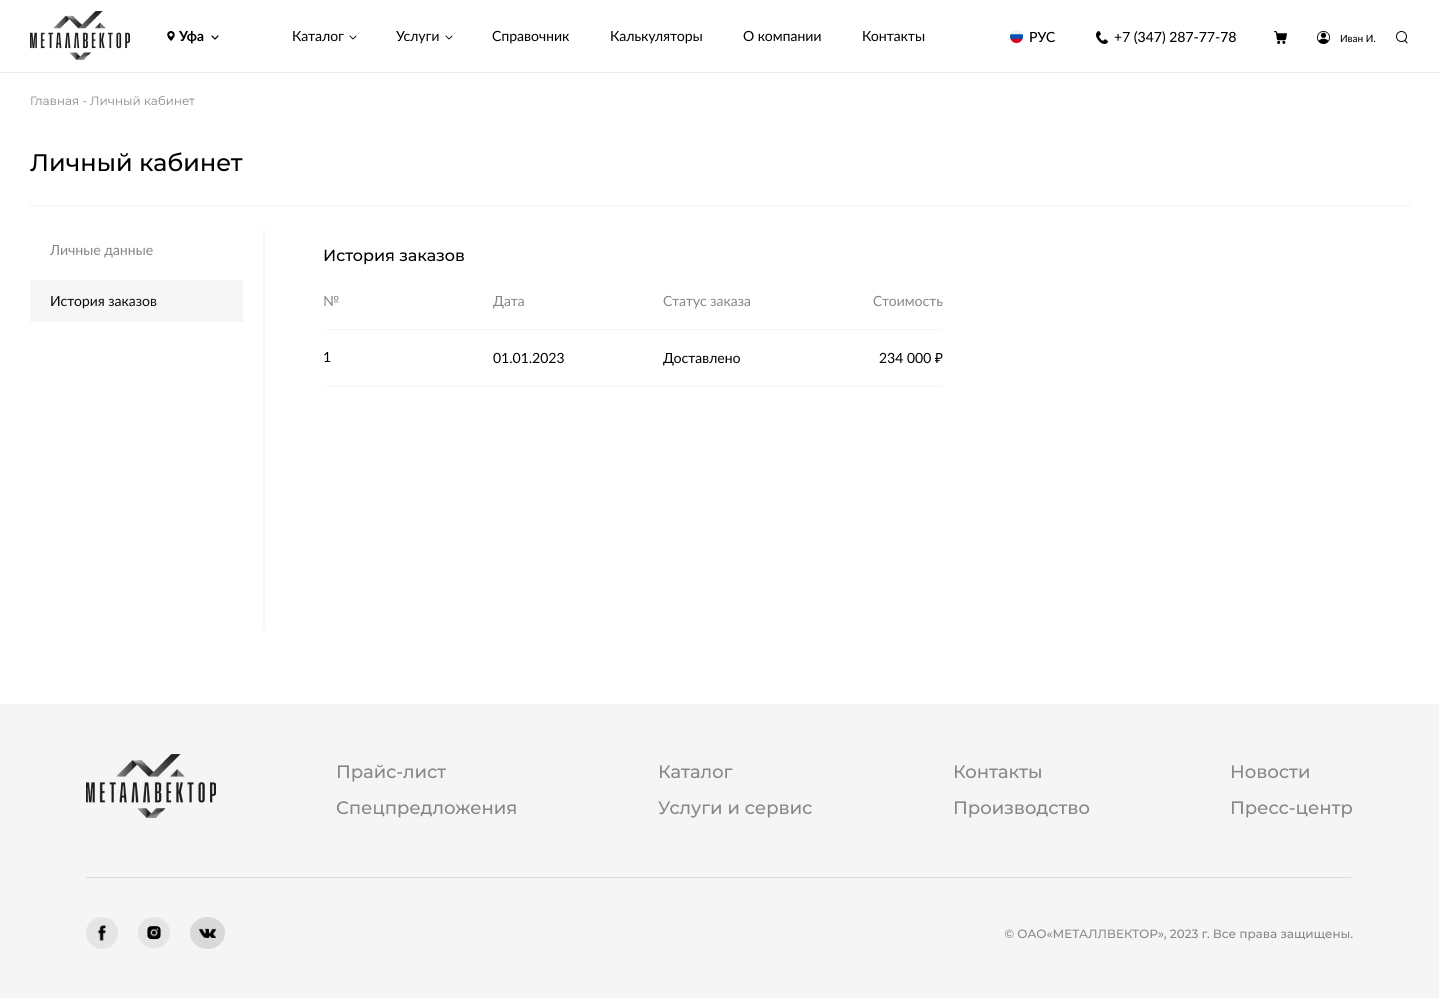 МЕТАЛЛВЕКТОР Уфа Каталог Услуги Справочник Калькуляторы О компании Контакты РУС +7 (347) 287-77-78 Иван И.
Главная - Личный кабинет
Личный кабинет
Личные данные
История заказов
История заказов
№ Дата Статус заказа Стоимость
1 01.01.2023 Доставлено 234 000 ₽
МЕТАЛЛВЕКТОР
Прайс-лист Каталог Контакты Новости
Спецпредложения Услуги и сервис Производство Пресс-центр
© ОАО«МЕТАЛЛВЕКТОР», 2023 г. Все права защищены.